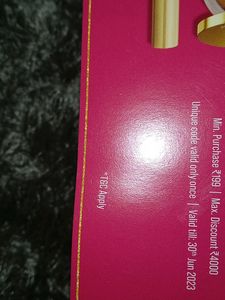 Min. Purchase ₹199 | Max. Discount ₹4000
Unique code valid only once | Valid till: 30th Jun 2023
*T&C Apply